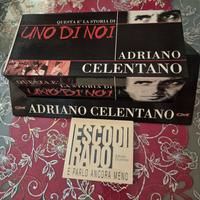 QUESTA E' LA STORIA DI
UNO DI NOI
ADRIANO
CELENTANO
QUESTA E' LA STORIA DI
UNO DI NOI
ADRIANO CELENTANO
ESCO DI
RADO
E PARLO ANCORA MENO